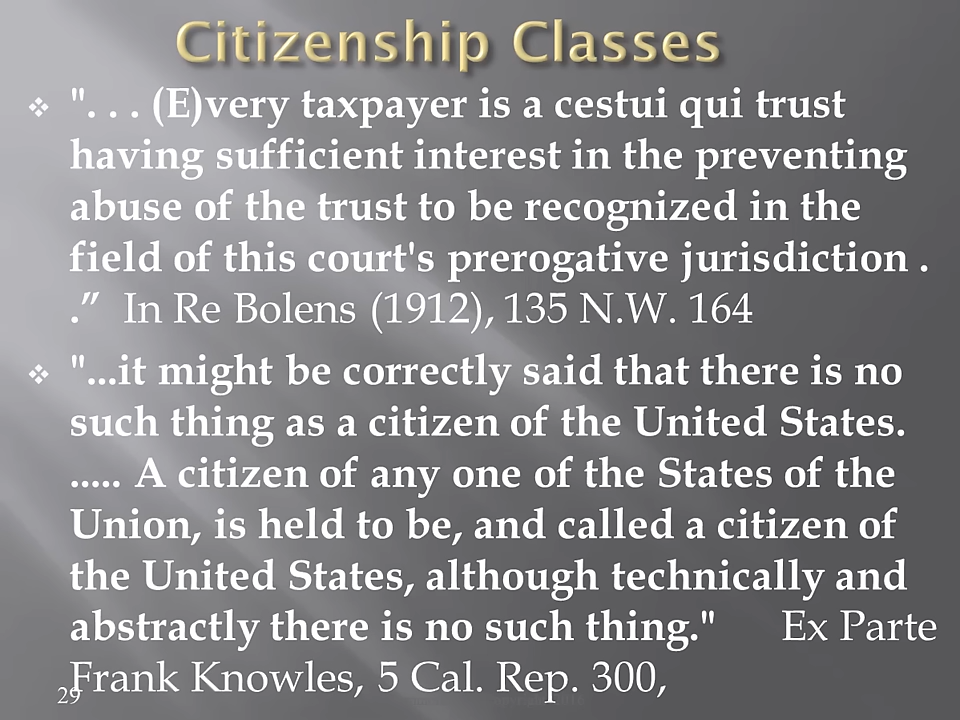 Citizenship Classes
". . . (E)very taxpayer is a cestui qui trust
having sufficient interest in the preventing
abuse of the trust to be recognized in the
field of this court's prerogative jurisdiction .
.” In Re Bolens (1912), 135 N.W. 164
"...it might be correctly said that there is no
such thing as a citizen of the United States.
..... A citizen of any one of the States of the
Union, is held to be, and called a citizen of
the United States, although technically and
abstractly there is no such thing." Ex Parte
Frank Knowles, 5 Cal. Rep. 300,
29